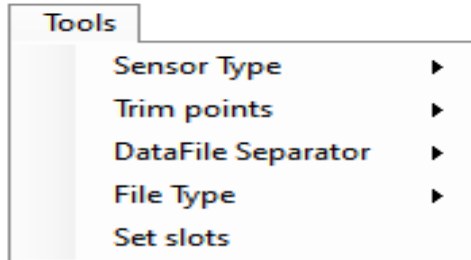 Tools
Sensor Type
Trim points
DataFile Separator
File Type
Set slots